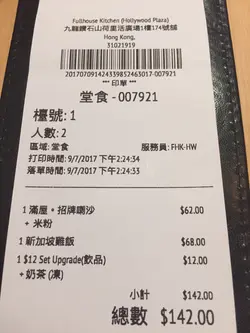 Fullhouse Kitchen (Hollywood Plaza)
九龍鑽石山荷里活廣場1樓174號舖
Hong Kong,
31021919
20170709142433985246301​7-007921
*** 印單 ***
堂食 - 007921
檯號: 1
人數: 2
區域: 堂食 服務員: FHK-HW
打印時間: 9/7/2017 下午 2:24:34
落單時間: 9/7/2017 下午 2:24:33
1 滿屋。招牌喇沙 $62.00
+ 米粉
1 新加坡雞飯 $68.00
1 $12 Set Upgrade(飲品) $12.00
+ 奶茶 (凍)
小計 $142.00
總數 $142.00